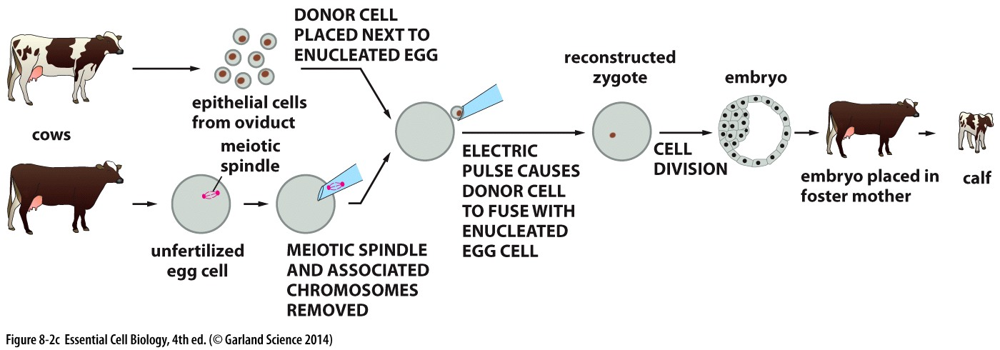 DONOR CELL
PLACED NEXT TO
ENUCLEATED EGG
epithelial cells
from oviduct
cows
meiotic
spindle
unfertilized
egg cell
MEIOTIC SPINDLE
AND ASSOCIATED
CHROMOSOMES
REMOVED
ELECTRIC
PULSE CAUSES
DONOR CELL
TO FUSE WITH
ENUCLEATED
EGG CELL
reconstructed
zygote
CELL
DIVISION
embryo
embryo placed in
foster mother
calf
Figure 8-2c Essential Cell Biology, 4th ed. (© Garland Science 2014)